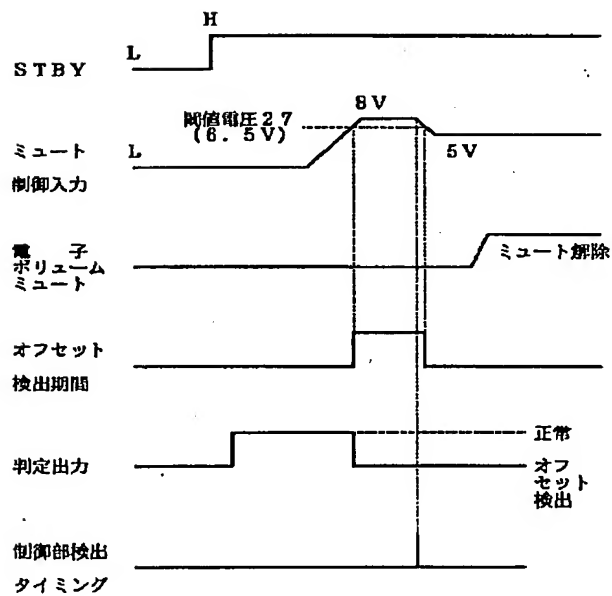 H
L
STBY
8V
閾値電圧27
(6.5V)
ミュート
L
5V
制御入力
電 子
ボリューム
ミュート
ミュート解除
オフセット
検出期間
正常
判定出力
オフ
セット
検出
制御部検出
タイミング